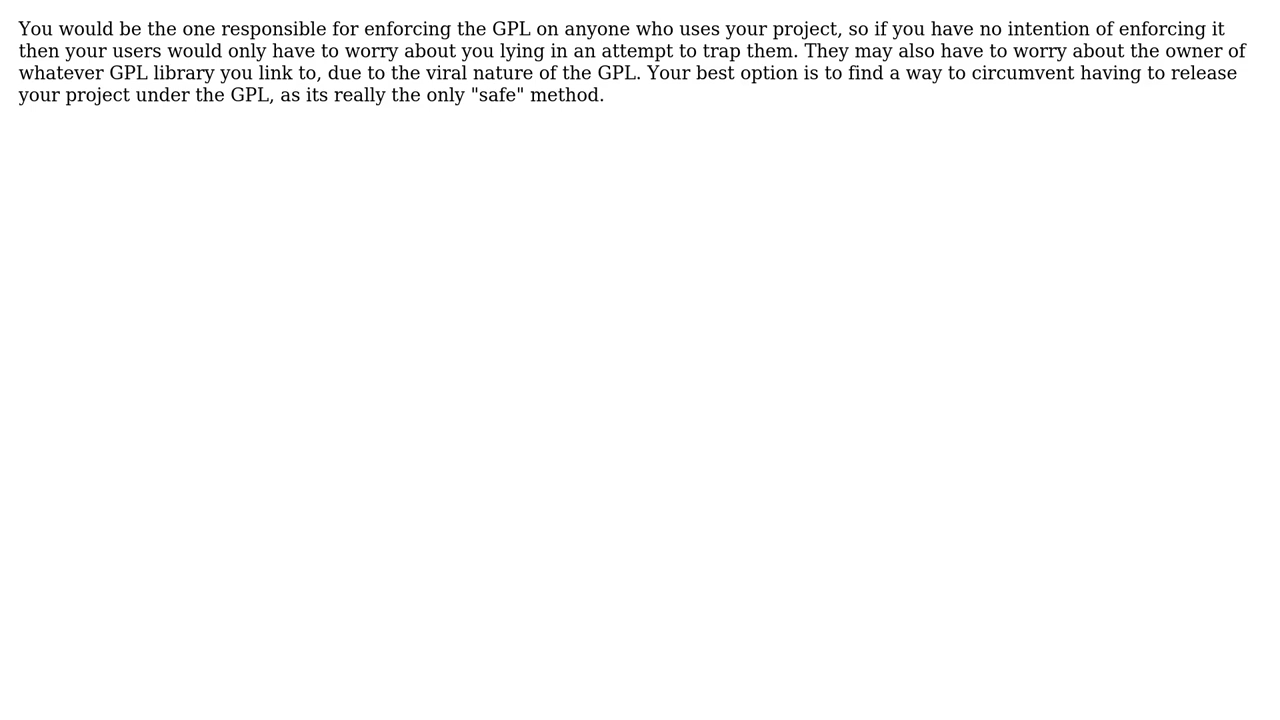 You would be the one responsible for enforcing the GPL on anyone who uses your project, so if you have no intention of enforcing it
then your users would only have to worry about you lying in an attempt to trap them. They may also have to worry about the owner of
whatever GPL library you link to, due to the viral nature of the GPL. Your best option is to find a way to circumvent having to release
your project under the GPL, as its really the only "safe" method.